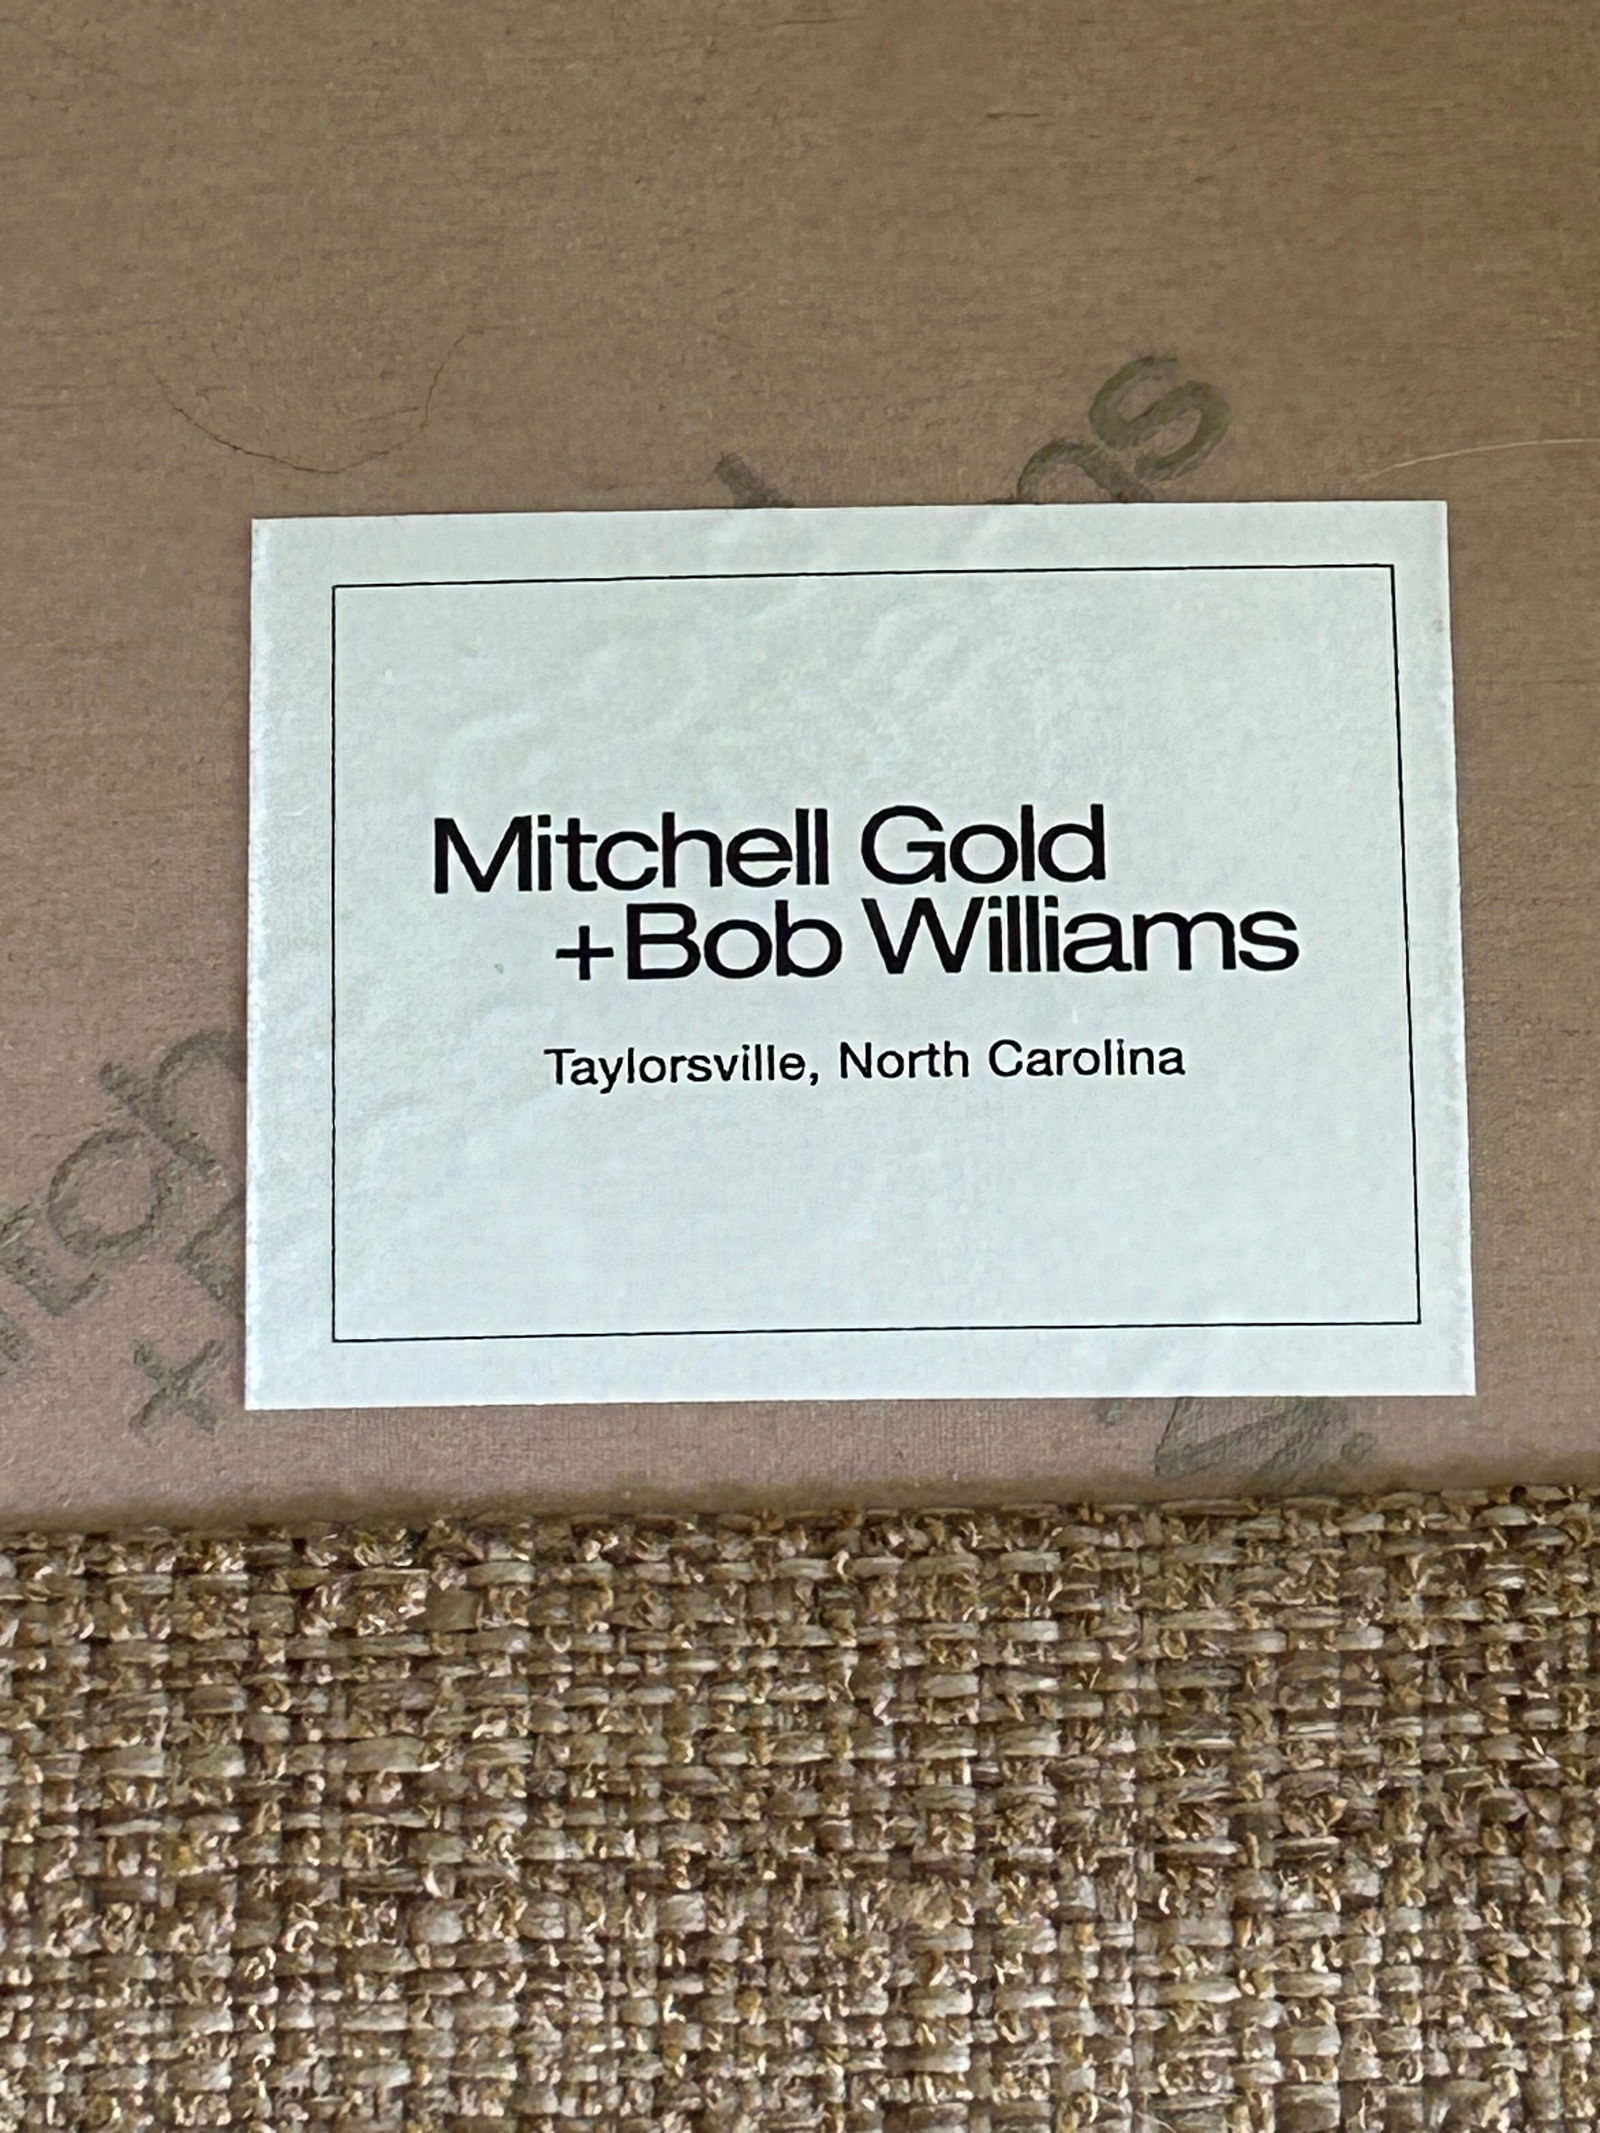 Mitchell Gold
+Bob Williams
Taylorsville, North Carolina